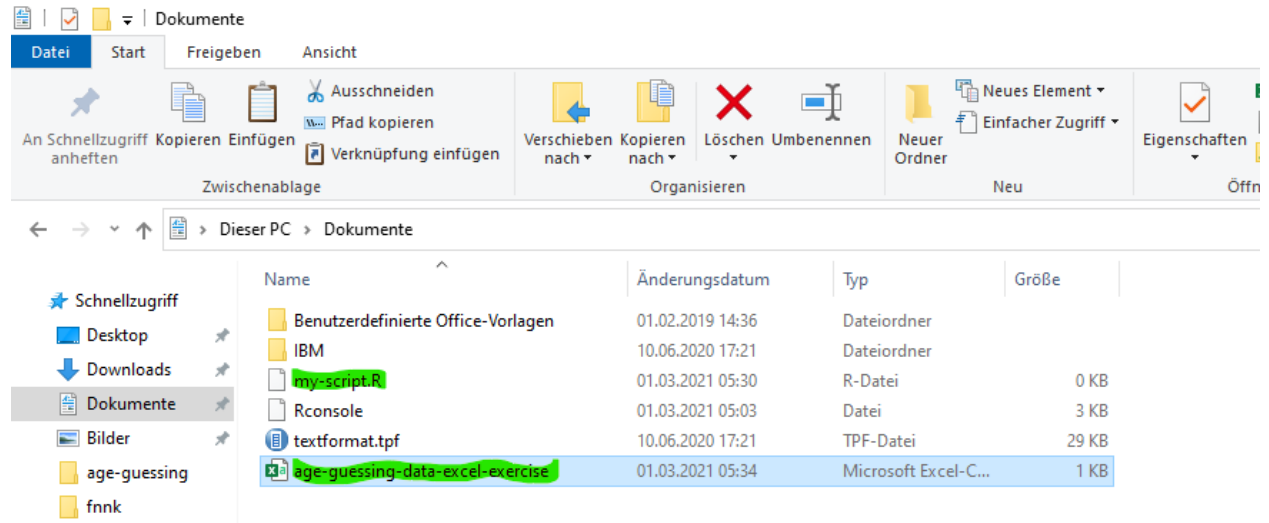 Dokumente
Datei Start Freigeben Ansicht
An Schnellzugriff anheften
Kopieren
Einfügen
Ausschneiden
Pfad kopieren
Verknüpfung einfügen
Verschieben nach
Kopieren nach
Löschen
Umbenennen
Neuer Ordner
Neues Element
Einfacher Zugriff
Eigenschaften
Zwischenablage Organisieren Neu
Dieser PC > Dokumente
Name Änderungsdatum Typ Größe
Schnellzugriff
Desktop
Downloads
Dokumente
Bilder
age-guessing
fnnk
Benutzerdefinierte Office-Vorlagen 01.02.2019 14:36 Dateiordner
IBM 10.06.2020 17:21 Dateiordner
my-script.R 01.03.2021 05:30 R-Datei 0 KB
Rconsole 01.03.2021 05:03 Datei 3 KB
textformat.tpf 10.06.2020 17:21 TPF-Datei 29 KB
age-guessing-data-excel-exercise 01.03.2021 05:34 Microsoft Excel-C... 1 KB